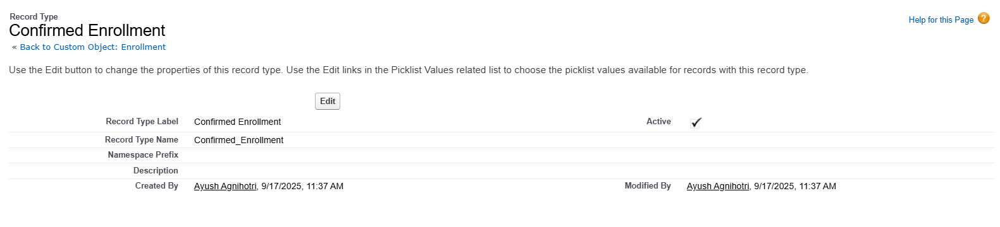 Record Type
Confirmed Enrollment
« Back to Custom Object: Enrollment
Help for this Page ?
Use the Edit button to change the properties of this record type. Use the Edit links in the Picklist Values related list to choose the picklist values available for records with this record type.
Edit
Record Type Label Confirmed Enrollment Active
Record Type Name Confirmed_Enrollment
Namespace Prefix
Description
Created By Ayush Agnihotri, 9/17/2025, 11:37 AM Modified By Ayush Agnihotri, 9/17/2025, 11:37 AM